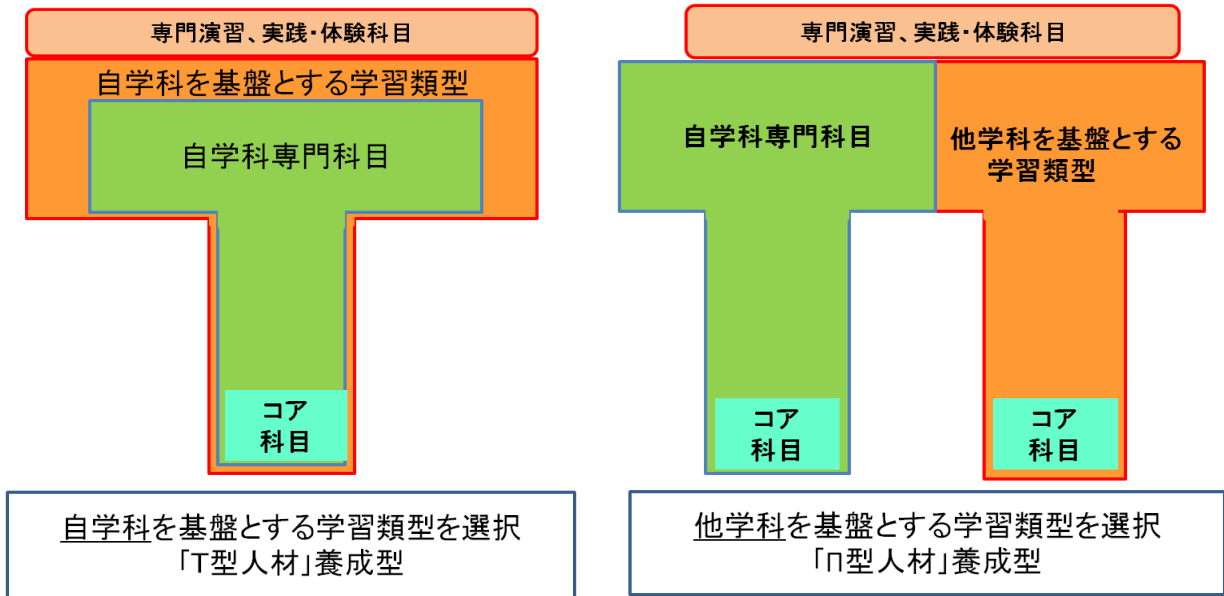 専門演習、実践・体験科目
自学科を基盤とする学習類型
自学科専門科目
コア
科目
自学科を基盤とする学習類型を選択
「T型人材」養成型
専門演習、実践・体験科目
自学科専門科目
他学科を基盤とする
学習類型
コア
科目
コア
科目
他学科を基盤とする学習類型を選択
「Π型人材」養成型